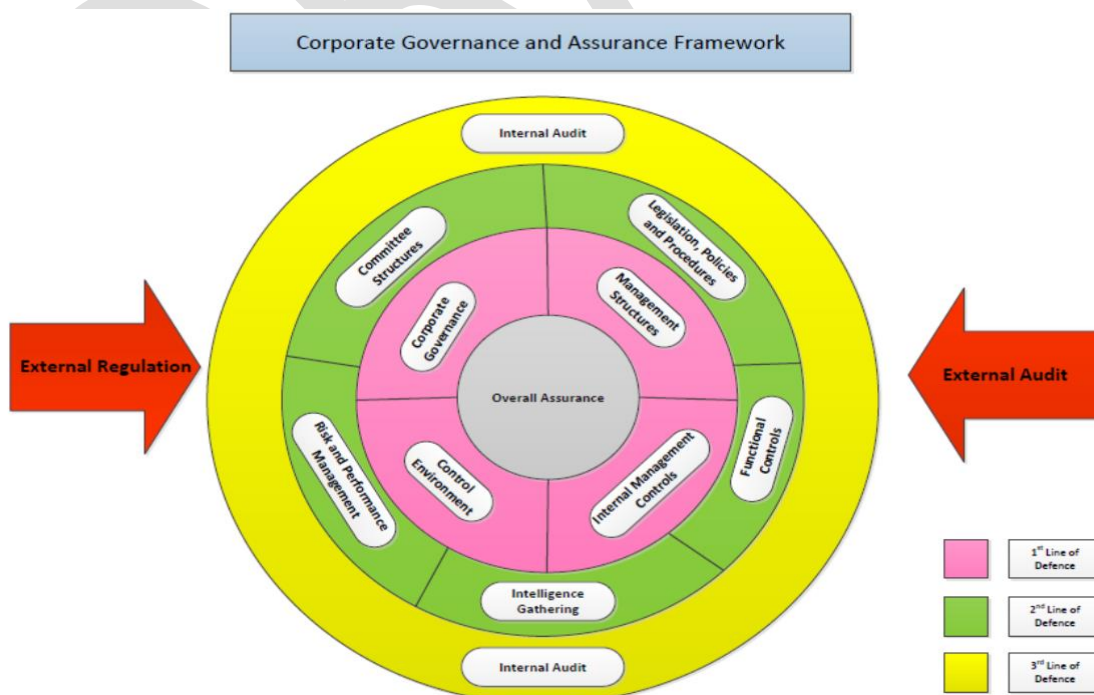 Corporate Governance and Assurance Framework
Internal Audit
Committee
Structures
Legislation, Policies
and Procedures
Corporate
Governance
Management
Structures
External Regulation
Overall Assurance
External Audit
Risk and Performance
Management
Control
Environment
Internal Management
Controls
Functional
Controls
Intelligence
Gathering
Internal Audit
1st Line of
Defence
2nd Line of
Defence
3rd Line of
Defence